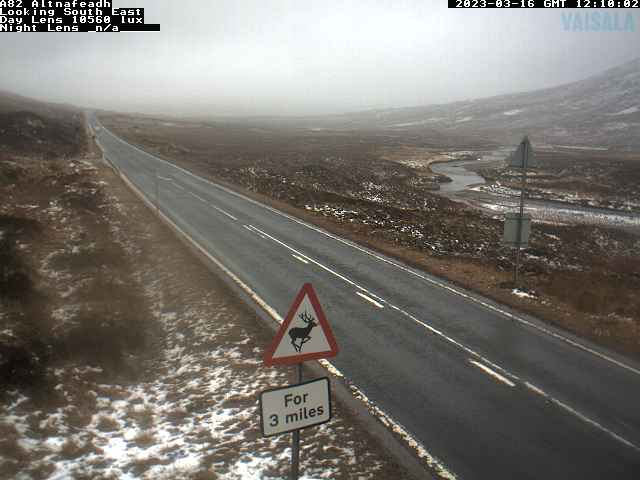 A82 Altnafeadh
Looking South East
Day Lens 10560 lux
Night Lens n/a
2023-03-16 GMT 12:10:02
VAISALA
For
3 miles